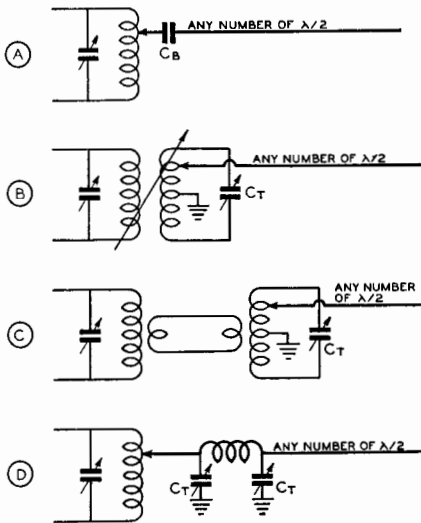 A
ANY NUMBER OF λ/2
CB
B
ANY NUMBER OF λ/2
CT
C
ANY NUMBER
OF λ/2
CT
D
ANY NUMBER OF λ/2
CT CT